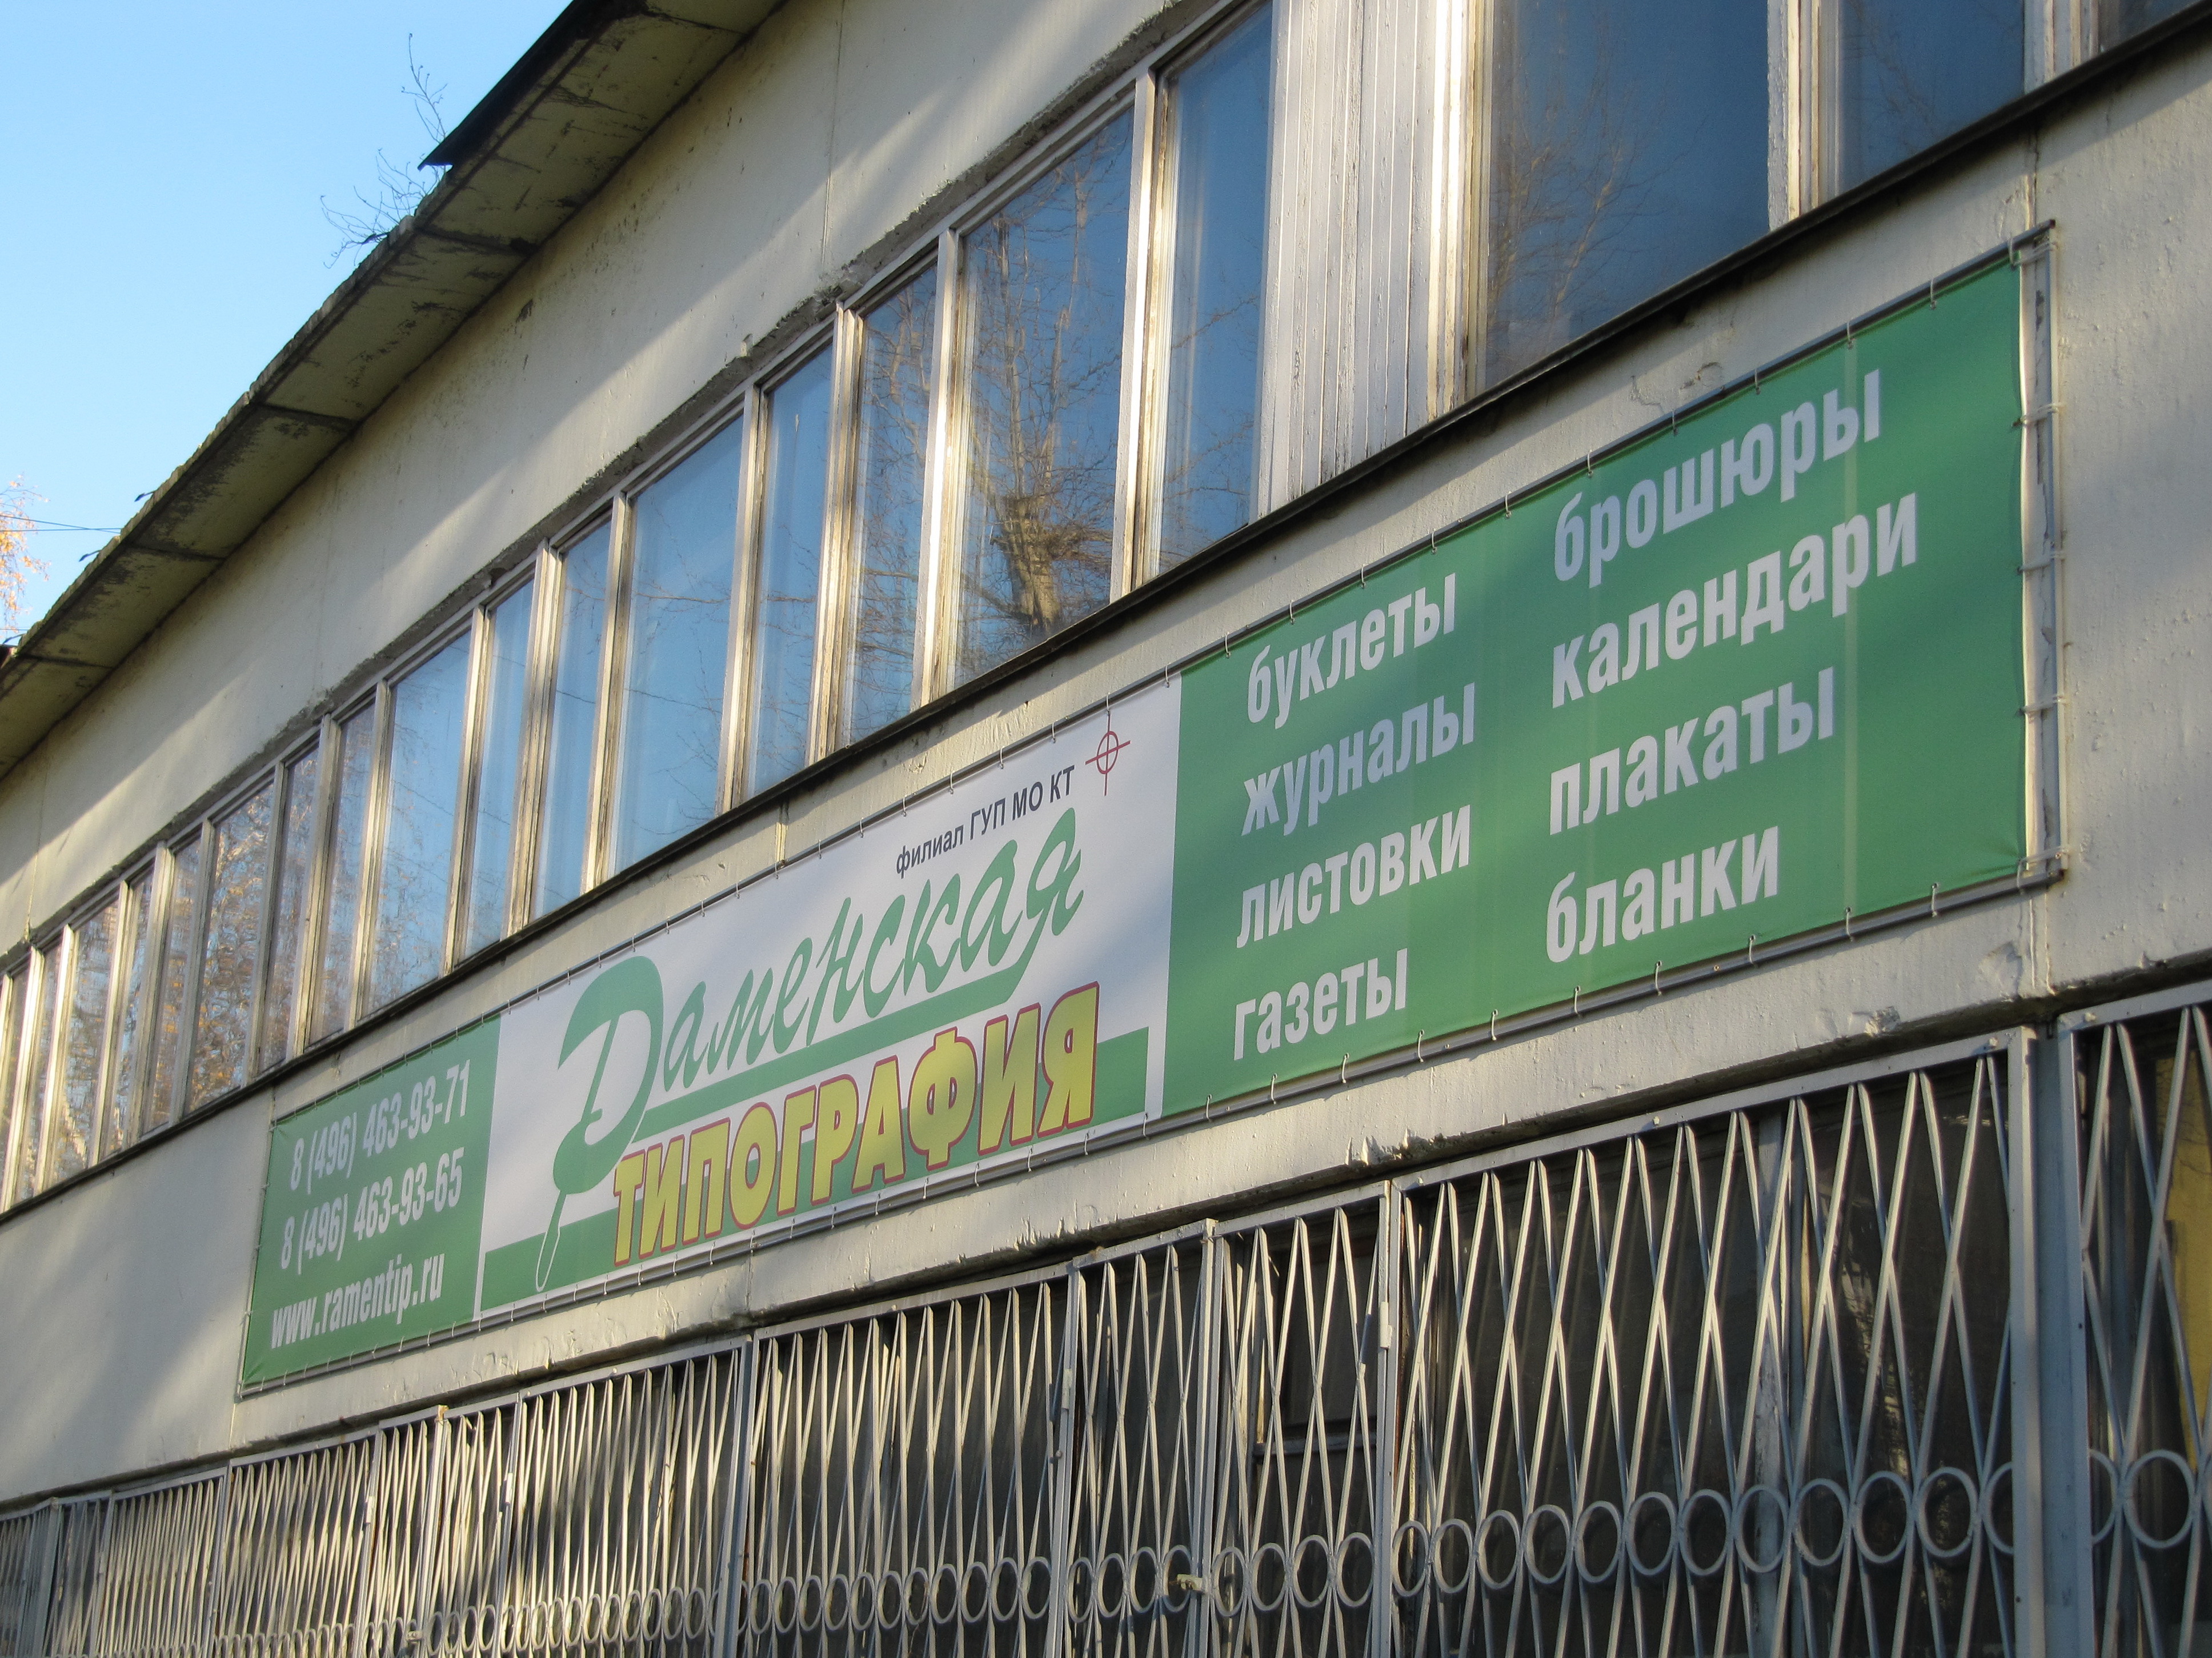 8 (496) 463-93-71
8 (496) 463-93-65
www.ramentip.ru
филиал ГУП МО КТ
Раменская
ТИПОГРАФИЯ
буклеты
журналы
листовки
газеты
брошюры
календари
плакаты
бланки